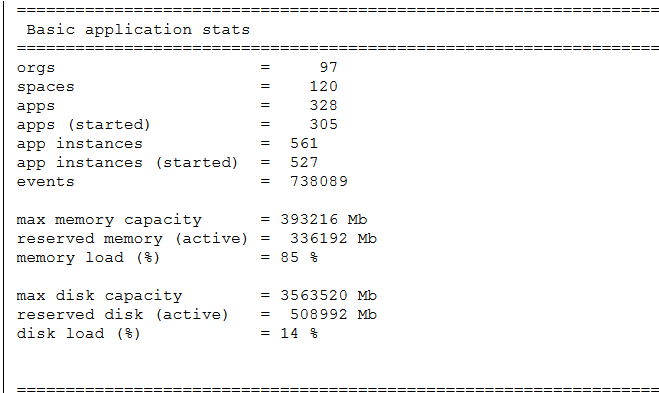 ==================================================================
 Basic application stats
==================================================================
orgs                     =     97
spaces                   =    120
apps                     =    328
apps (started)           =    305
app instances            =  561
app instances (started)  =  527
events                   =  738089

max memory capacity      = 393216 Mb
reserved memory (active) =  336192 Mb
memory load (%)          = 85 %

max disk capacity        = 3563520 Mb
reserved disk (active)   =  508992 Mb
disk load (%)            = 14 %

==================================================================